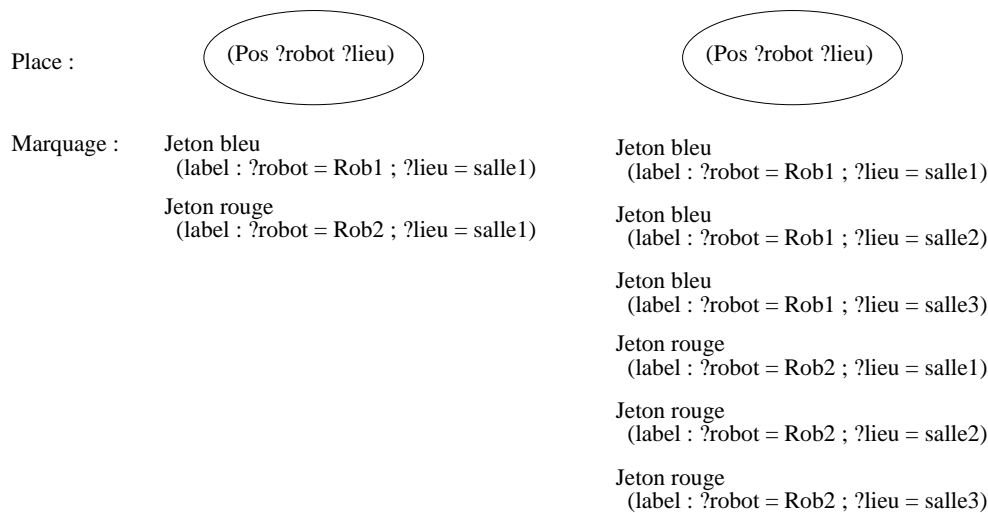 Place :
(Pos ?robot ?lieu)
(Pos ?robot ?lieu)
Marquage :
Jeton bleu
(label : ?robot = Rob1 ; ?lieu = salle1)
Jeton rouge
(label : ?robot = Rob2 ; ?lieu = salle1)
Jeton bleu
(label : ?robot = Rob1 ; ?lieu = salle1)
Jeton bleu
(label : ?robot = Rob1 ; ?lieu = salle2)
Jeton bleu
(label : ?robot = Rob1 ; ?lieu = salle3)
Jeton rouge
(label : ?robot = Rob2 ; ?lieu = salle1)
Jeton rouge
(label : ?robot = Rob2 ; ?lieu = salle2)
Jeton rouge
(label : ?robot = Rob2 ; ?lieu = salle3)